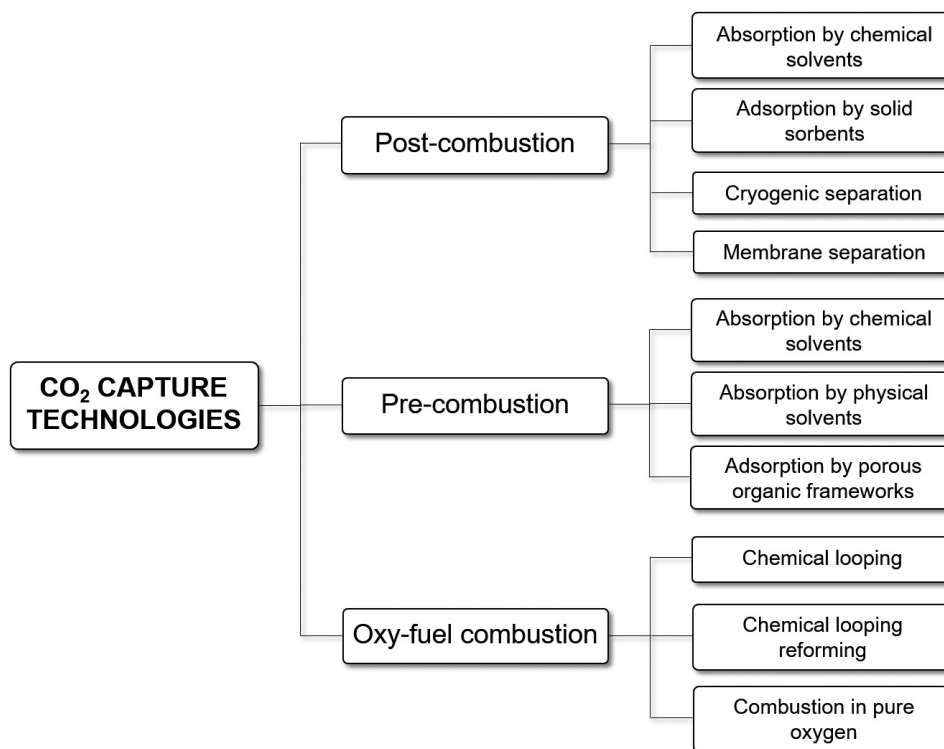 Absorption by chemical
solvents
Adsorption by solid
sorbents
Post-combustion
Cryogenic separation
Membrane separation
Absorption by chemical
solvents
CO₂ CAPTURE
TECHNOLOGIES
Pre-combustion
Absorption by physical
solvents
Adsorption by porous
organic frameworks
Chemical looping
Oxy-fuel combustion
Chemical looping
reforming
Combustion in pure
oxygen